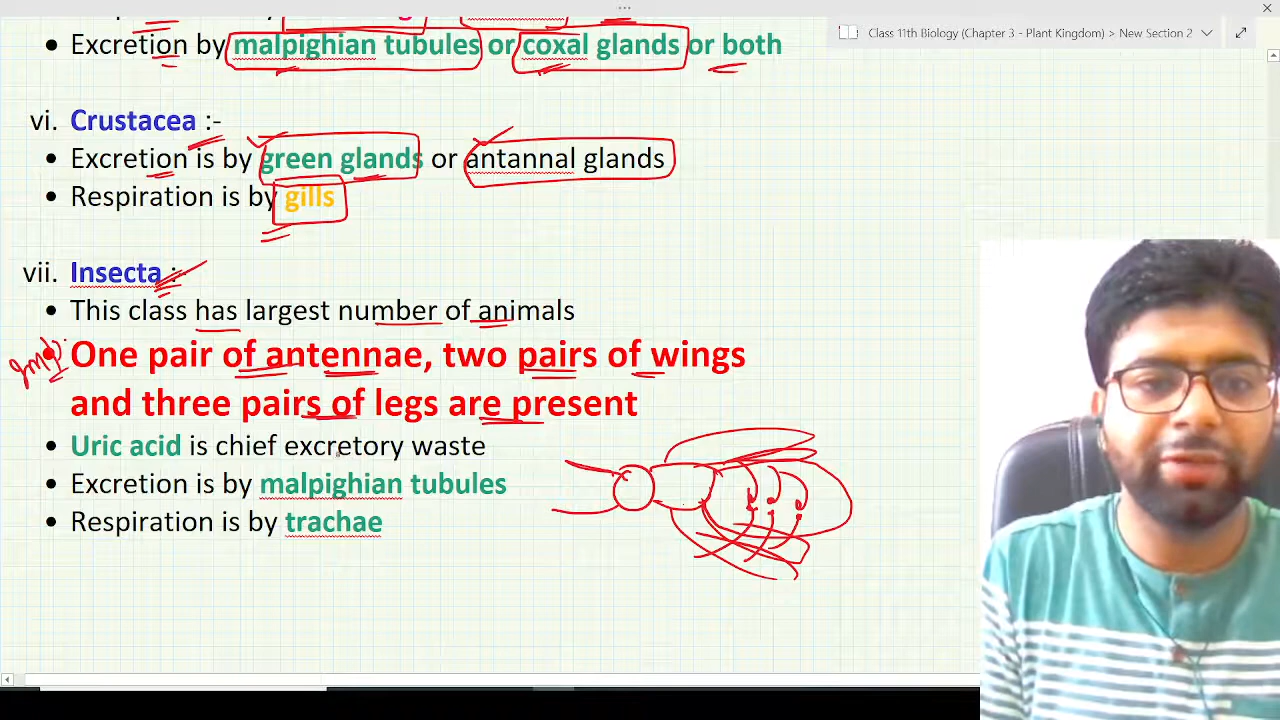 Class 11th Biology (Chapter 3 - Plant Kingdom) > New Section 2
• Excretion by malpighian tubules or coxal glands or both
vi. Crustacea :-
• Excretion is by green glands or antannal glands
• Respiration is by gills
vii. Insecta :-
• This class has largest number of animals
Imp • One pair of antennae, two pairs of wings
and three pairs of legs are present
• Uric acid is chief excretory waste
• Excretion is by malpighian tubules
• Respiration is by trachae